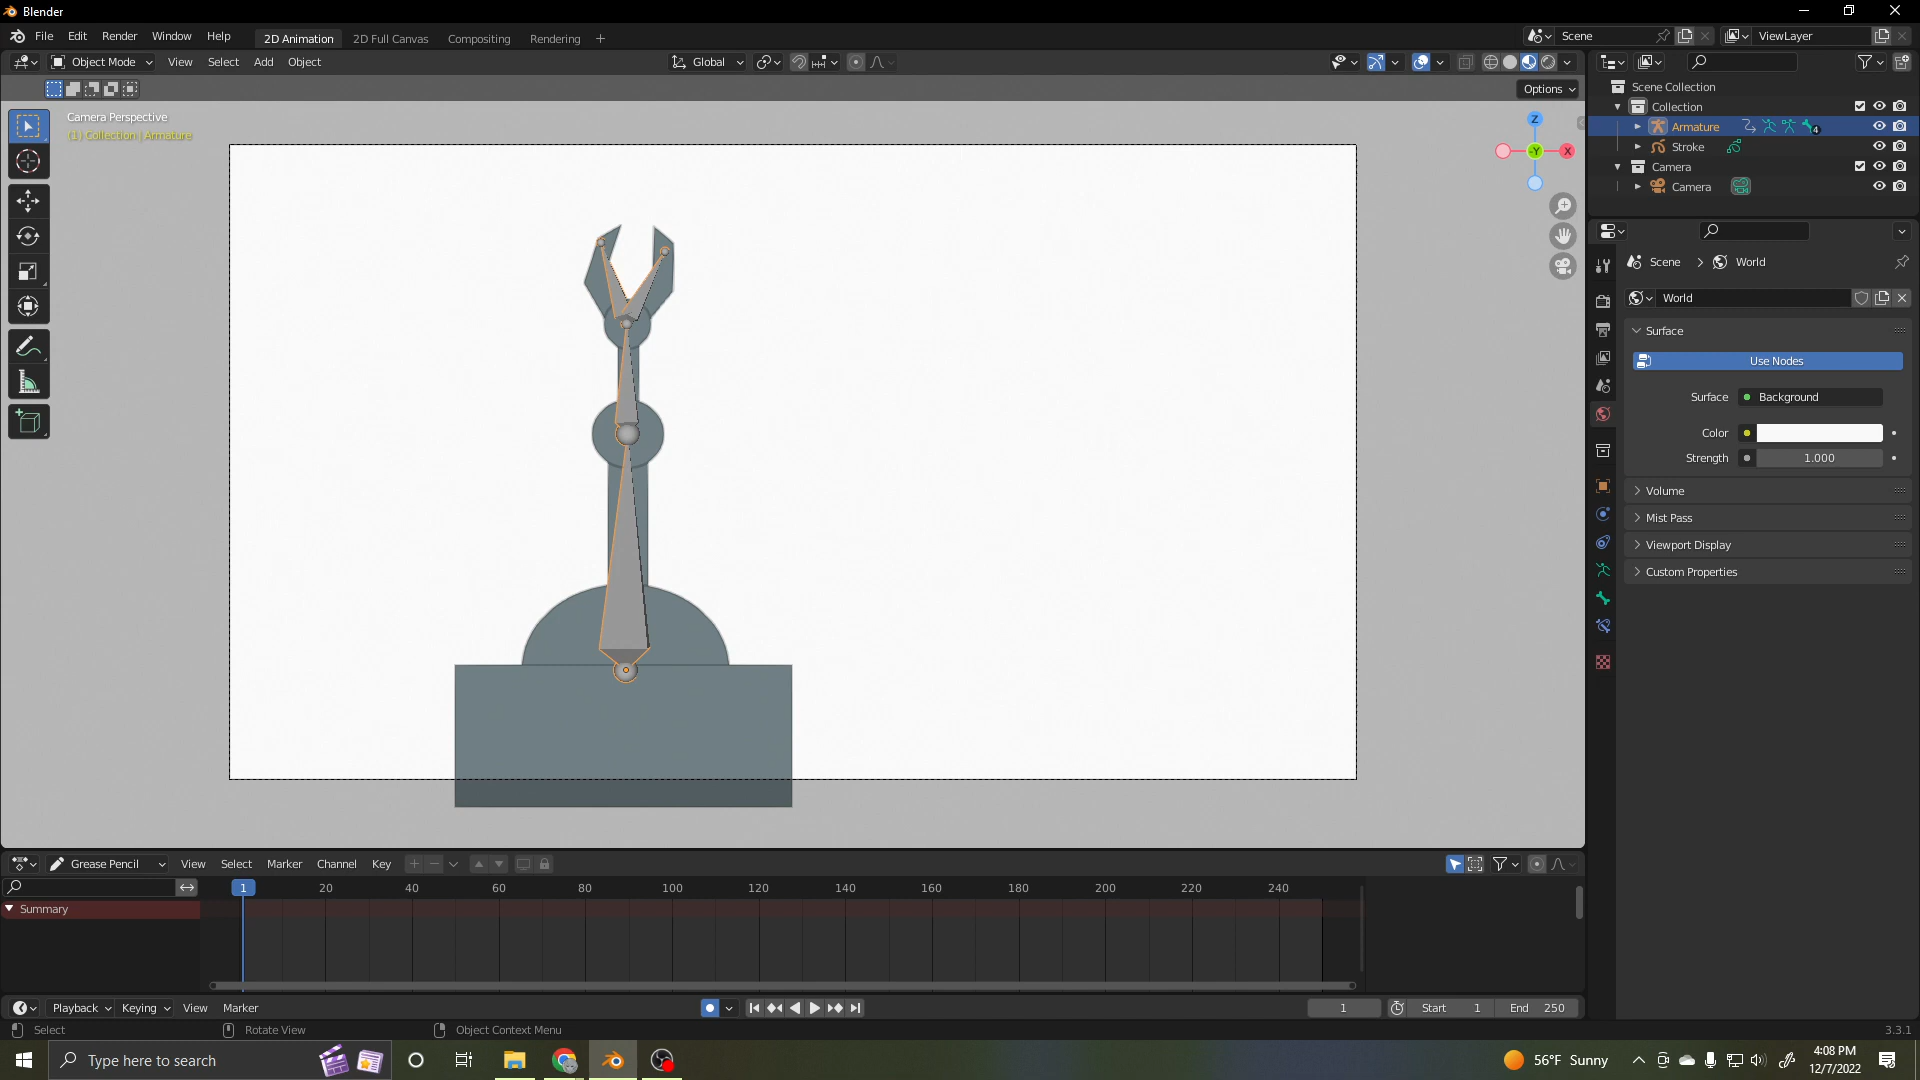 Blender
File Edit Render Window Help 2D Animation 2D Full Canvas Compositing Rendering + Scene ViewLayer
Object Mode View Select Add Object Global
Options
Camera Perspective
(1) Collection | Armature
Z
-Y X
Scene Collection
Collection
Armature 4
Stroke
Camera
Camera
Scene > World
World
Surface
Use Nodes
Surface Background
Color
Strength 1.000
Volume
Mist Pass
Viewport Display
Custom Properties
Grease Pencil View Select Marker Channel Key
1 20 40 60 80 100 120 140 160 180 200 220 240
Summary
Playback Keying View Marker 1 Start 1 End 250
Select Rotate View Object Context Menu 3.3.1
Type here to search 56°F Sunny 4:08 PM
12/7/2022